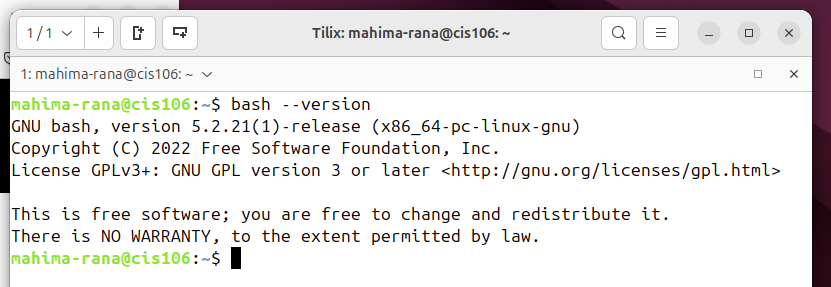 1 / 1
Tilix: mahima-rana@cis106: ~
1: mahima-rana@cis106: ~
mahima-rana@cis106:~$ bash --version
GNU bash, version 5.2.21(1)-release (x86_64-pc-linux-gnu)
Copyright (C) 2022 Free Software Foundation, Inc.
License GPLv3+: GNU GPL version 3 or later <http://gnu.org/licenses/gpl.html>

This is free software; you are free to change and redistribute it.
There is NO WARRANTY, to the extent permitted by law.
mahima-rana@cis106:~$